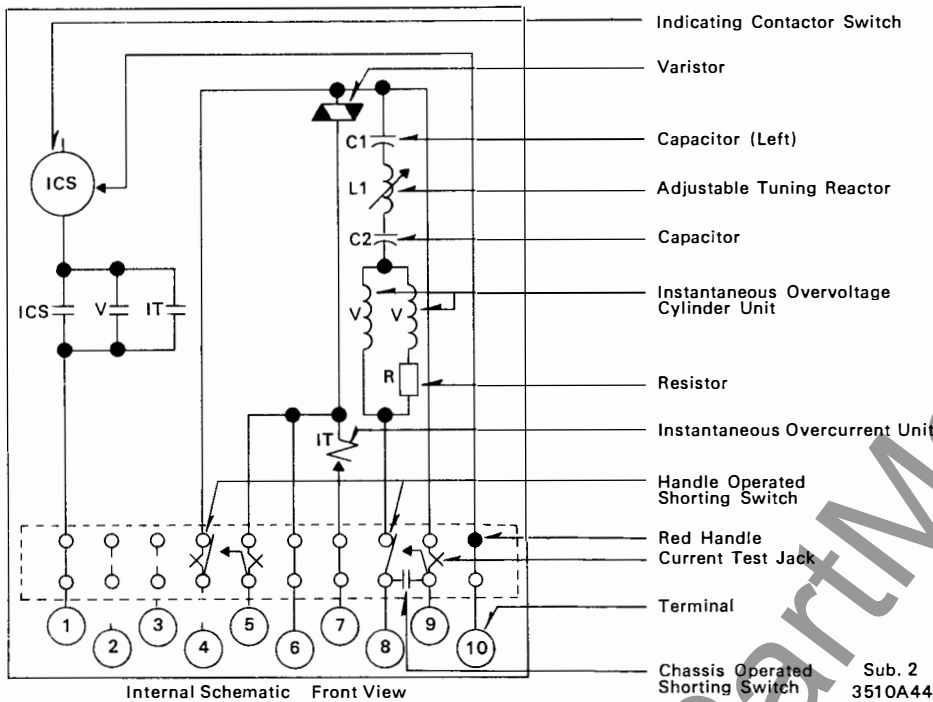 Indicating Contactor Switch
Varistor
C1
Capacitor (Left)
ICS
L1
Adjustable Tuning Reactor
C2
Capacitor
ICS V IT
V V
Instantaneous Overvoltage
Cylinder Unit
R
Resistor
IT
Instantaneous Overcurrent Unit
Handle Operated
Shorting Switch
Red Handle
Current Test Jack
Terminal
1 2 3 4 5 6 7 8 9 10
Chassis Operated
Shorting Switch
Sub. 2
3510A44
Internal Schematic Front View